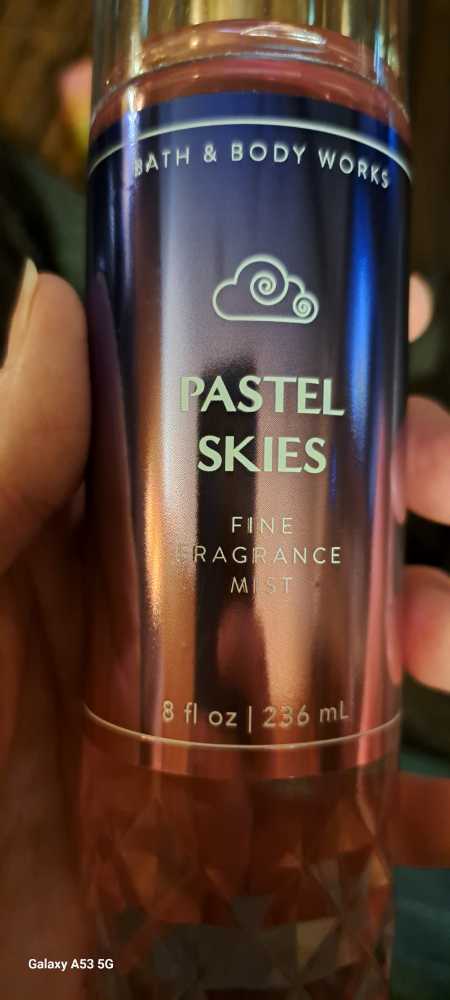 BATH & BODY WORKS
PASTEL
SKIES
FINE
FRAGRANCE
MIST
8 fl oz | 236 mL
Galaxy A53 5G